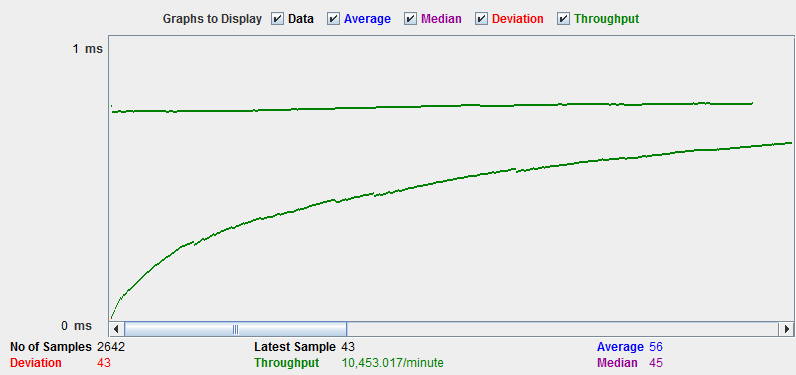 Graphs to Display Data Average Median Deviation Throughput
1 ms
0 ms
No of Samples 2642 Latest Sample 43 Average 56
Deviation 43 Throughput 10,453.017/minute Median 45